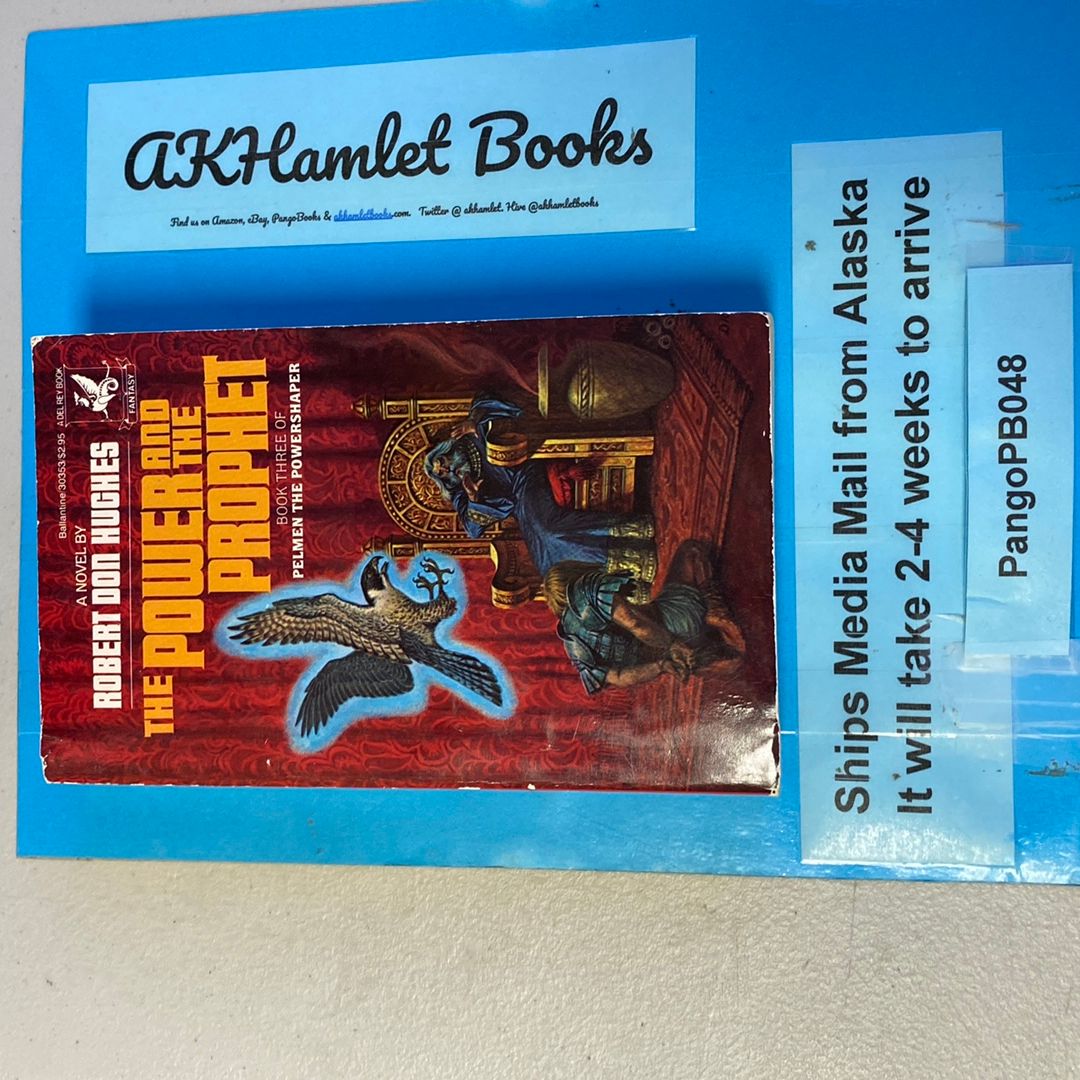 AKHamlet Books
Find us on Amazon, eBay, PangoBooks & akhamletbooks.com Twitter @ akhamlet. Hive @akhamletbooks
Ballantine/30353/$2.95
A DEL REY BOOK
FANTASY
A NOVEL BY
ROBERT DON HUGHES
THE POWER AND
THE
PROPHET
BOOK THREE OF
PELMEN THE POWERSHAPER
Ships Media Mail from Alaska
It will take 2-4 weeks to arrive
PangoPB048